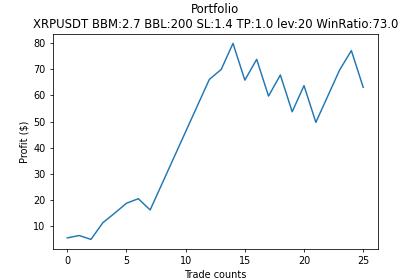 Portfolio
XRPUSDT BBM:2.7 BBL:200 SL:1.4 TP:1.0 lev:20 WinRatio:73.0
80
70
60
50
40
30
20
10
Profit ($)
0 5 10 15 20 25
Trade counts